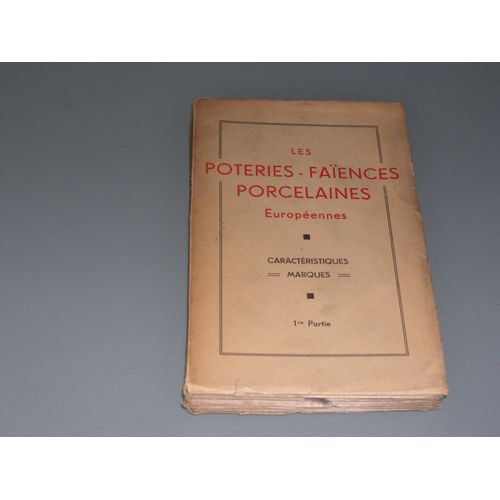 LES
POTERIES - FAÏENCES
PORCELAINES
Européennes
CARACTÉRISTIQUES
MARQUES
1re Partie